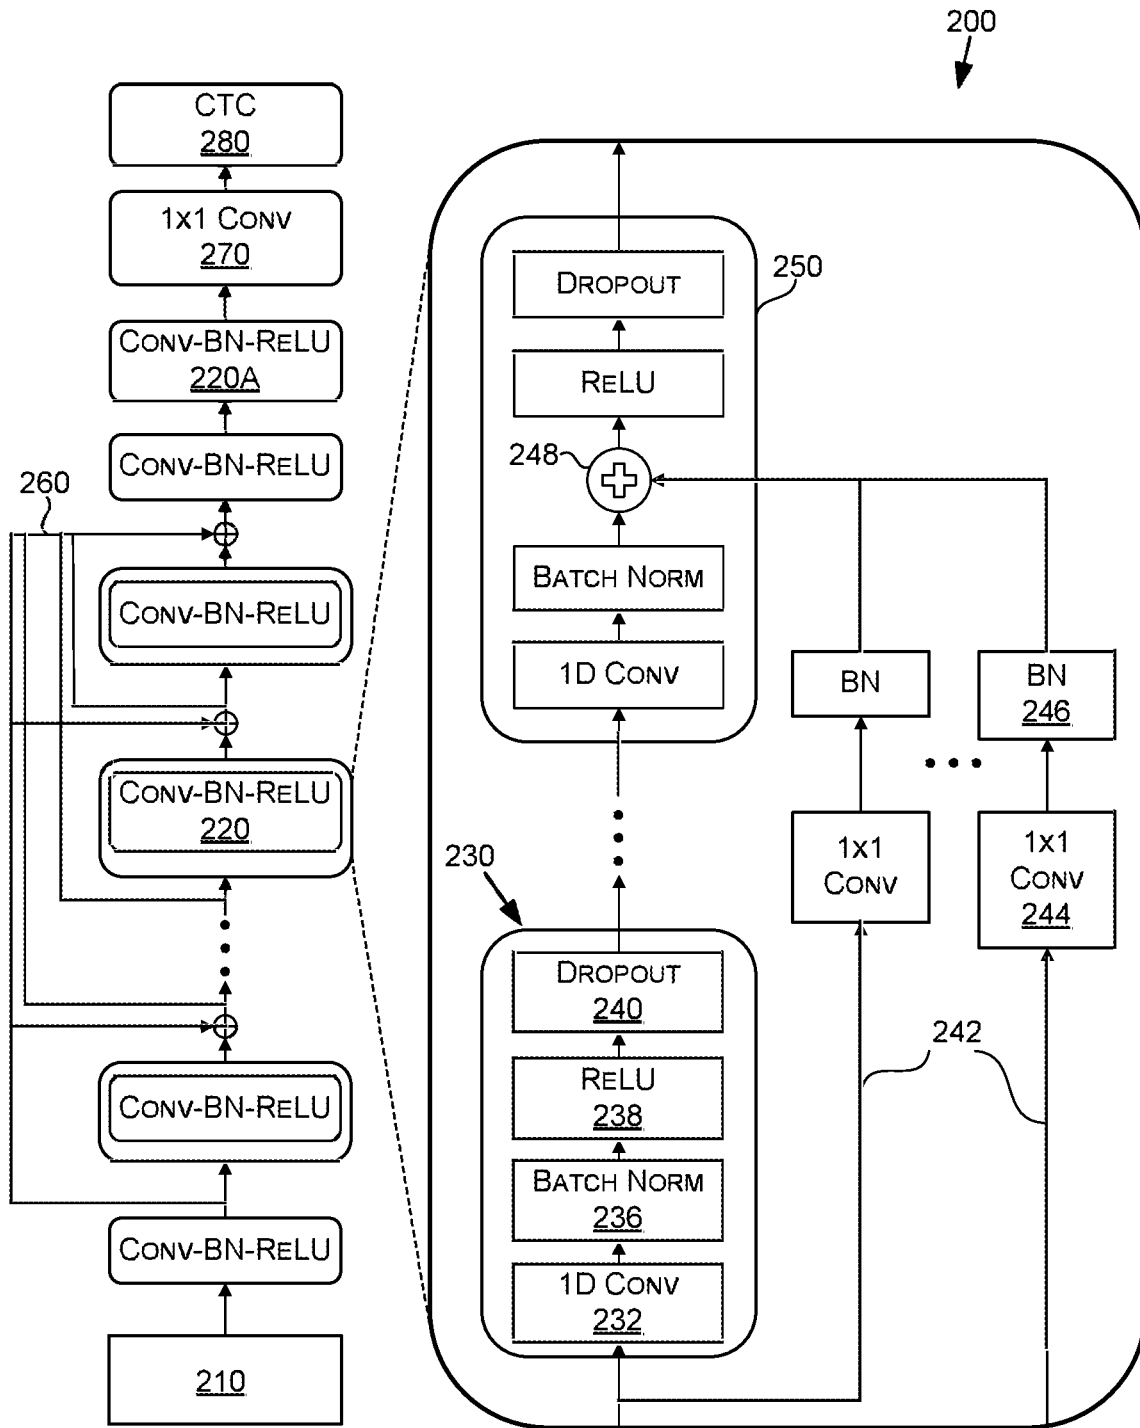 200
CTC
280
1x1 CONV
270
CONV-BN-RELU
220A
CONV-BN-RELU
260
CONV-BN-RELU
CONV-BN-RELU
220
CONV-BN-RELU
CONV-BN-RELU
210
250
DROPOUT
RELU
248
BATCH NORM
1D CONV
BN
BN
246
1x1
CONV
1x1
CONV
244
230
DROPOUT
240
RELU
238
BATCH NORM
236
1D CONV
232
242